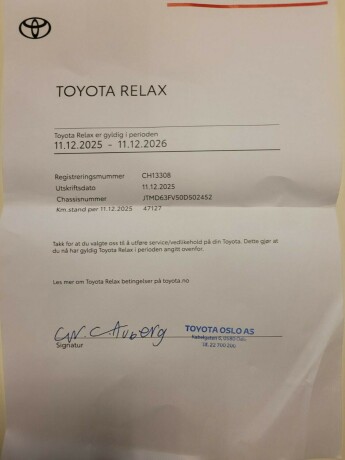 TOYOTA RELAX
Toyota Relax er gyldig i perioden
11.12.2025 - 11.12.2026
Registreringsnummer CH13308
Utskriftsdato 11.12.2025
Chassisnummer JTMD63FV50D502452
Km.stand per 11.12.2025 47127
Takk for at du valgte oss til å utføre service/vedlikehold på din Toyota. Dette gjør at
du nå har gyldig Toyota Relax i perioden angitt ovenfor.
Les mer om Toyota Relax betingelser på toyota.no
TOYOTA OSLO AS
Signatur